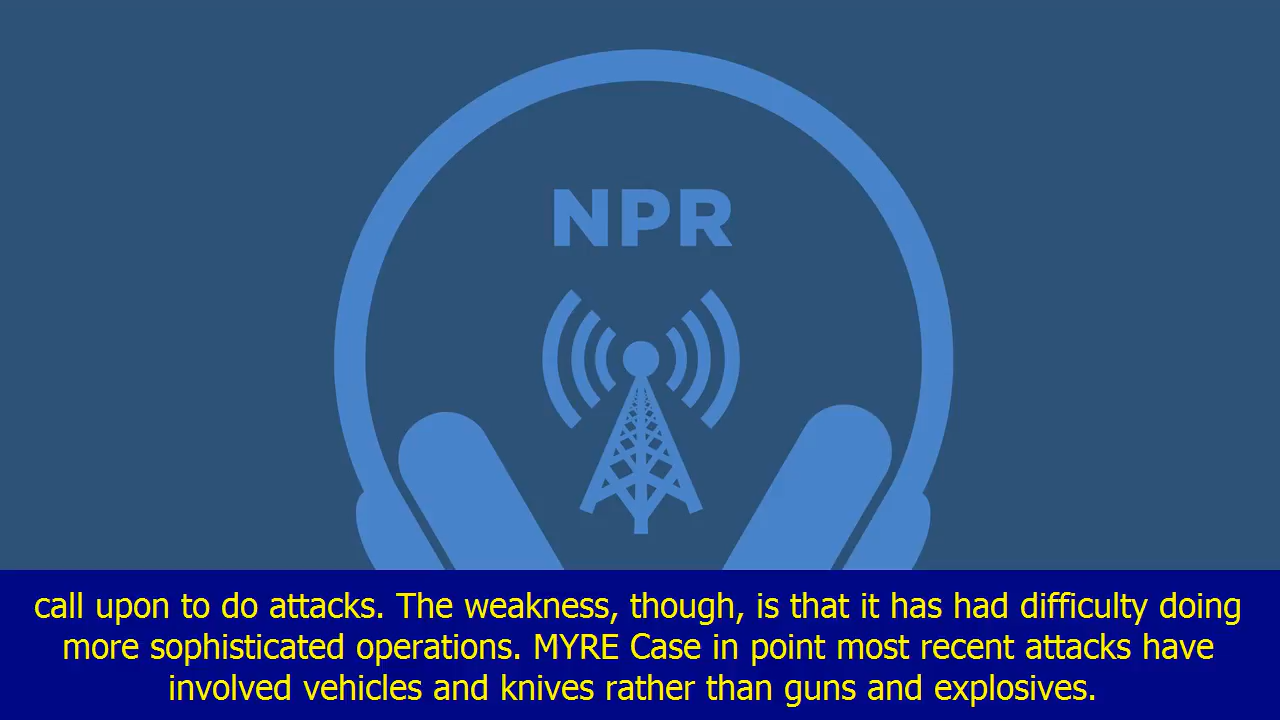 NPR
call upon to do attacks. The weakness, though, is that it has had difficulty doing
more sophisticated operations. MYRE Case in point most recent attacks have
involved vehicles and knives rather than guns and explosives.